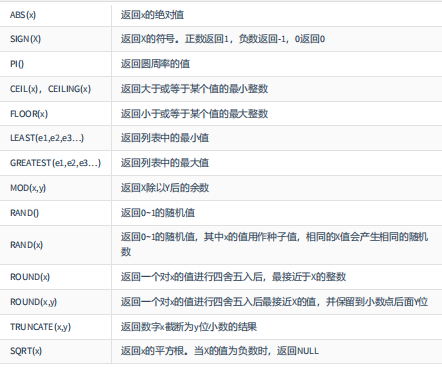 ABS(x) 返回x的绝对值
SIGN(X) 返回X的符号。正数返回1，负数返回-1，0返回0
PI() 返回圆周率的值
CEIL(x)，CEILING(x) 返回大于或等于某个值的最小整数
FLOOR(x) 返回小于或等于某个值的最大整数
LEAST(e1,e2,e3…) 返回列表中的最小值
GREATEST(e1,e2,e3…) 返回列表中的最大值
MOD(x,y) 返回X除以Y后的余数
RAND() 返回0~1的随机值
RAND(x) 返回0~1的随机值，其中x的值用作种子值，相同的X值会产生相同的随机
数
ROUND(x) 返回一个对x的值进行四舍五入后，最接近于X的整数
ROUND(x,y) 返回一个对x的值进行四舍五入后最接近X的值，并保留到小数点后面Y位
TRUNCATE(x,y) 返回数字x截断为y位小数的结果
SQRT(x) 返回x的平方根。当X的值为负数时，返回NULL